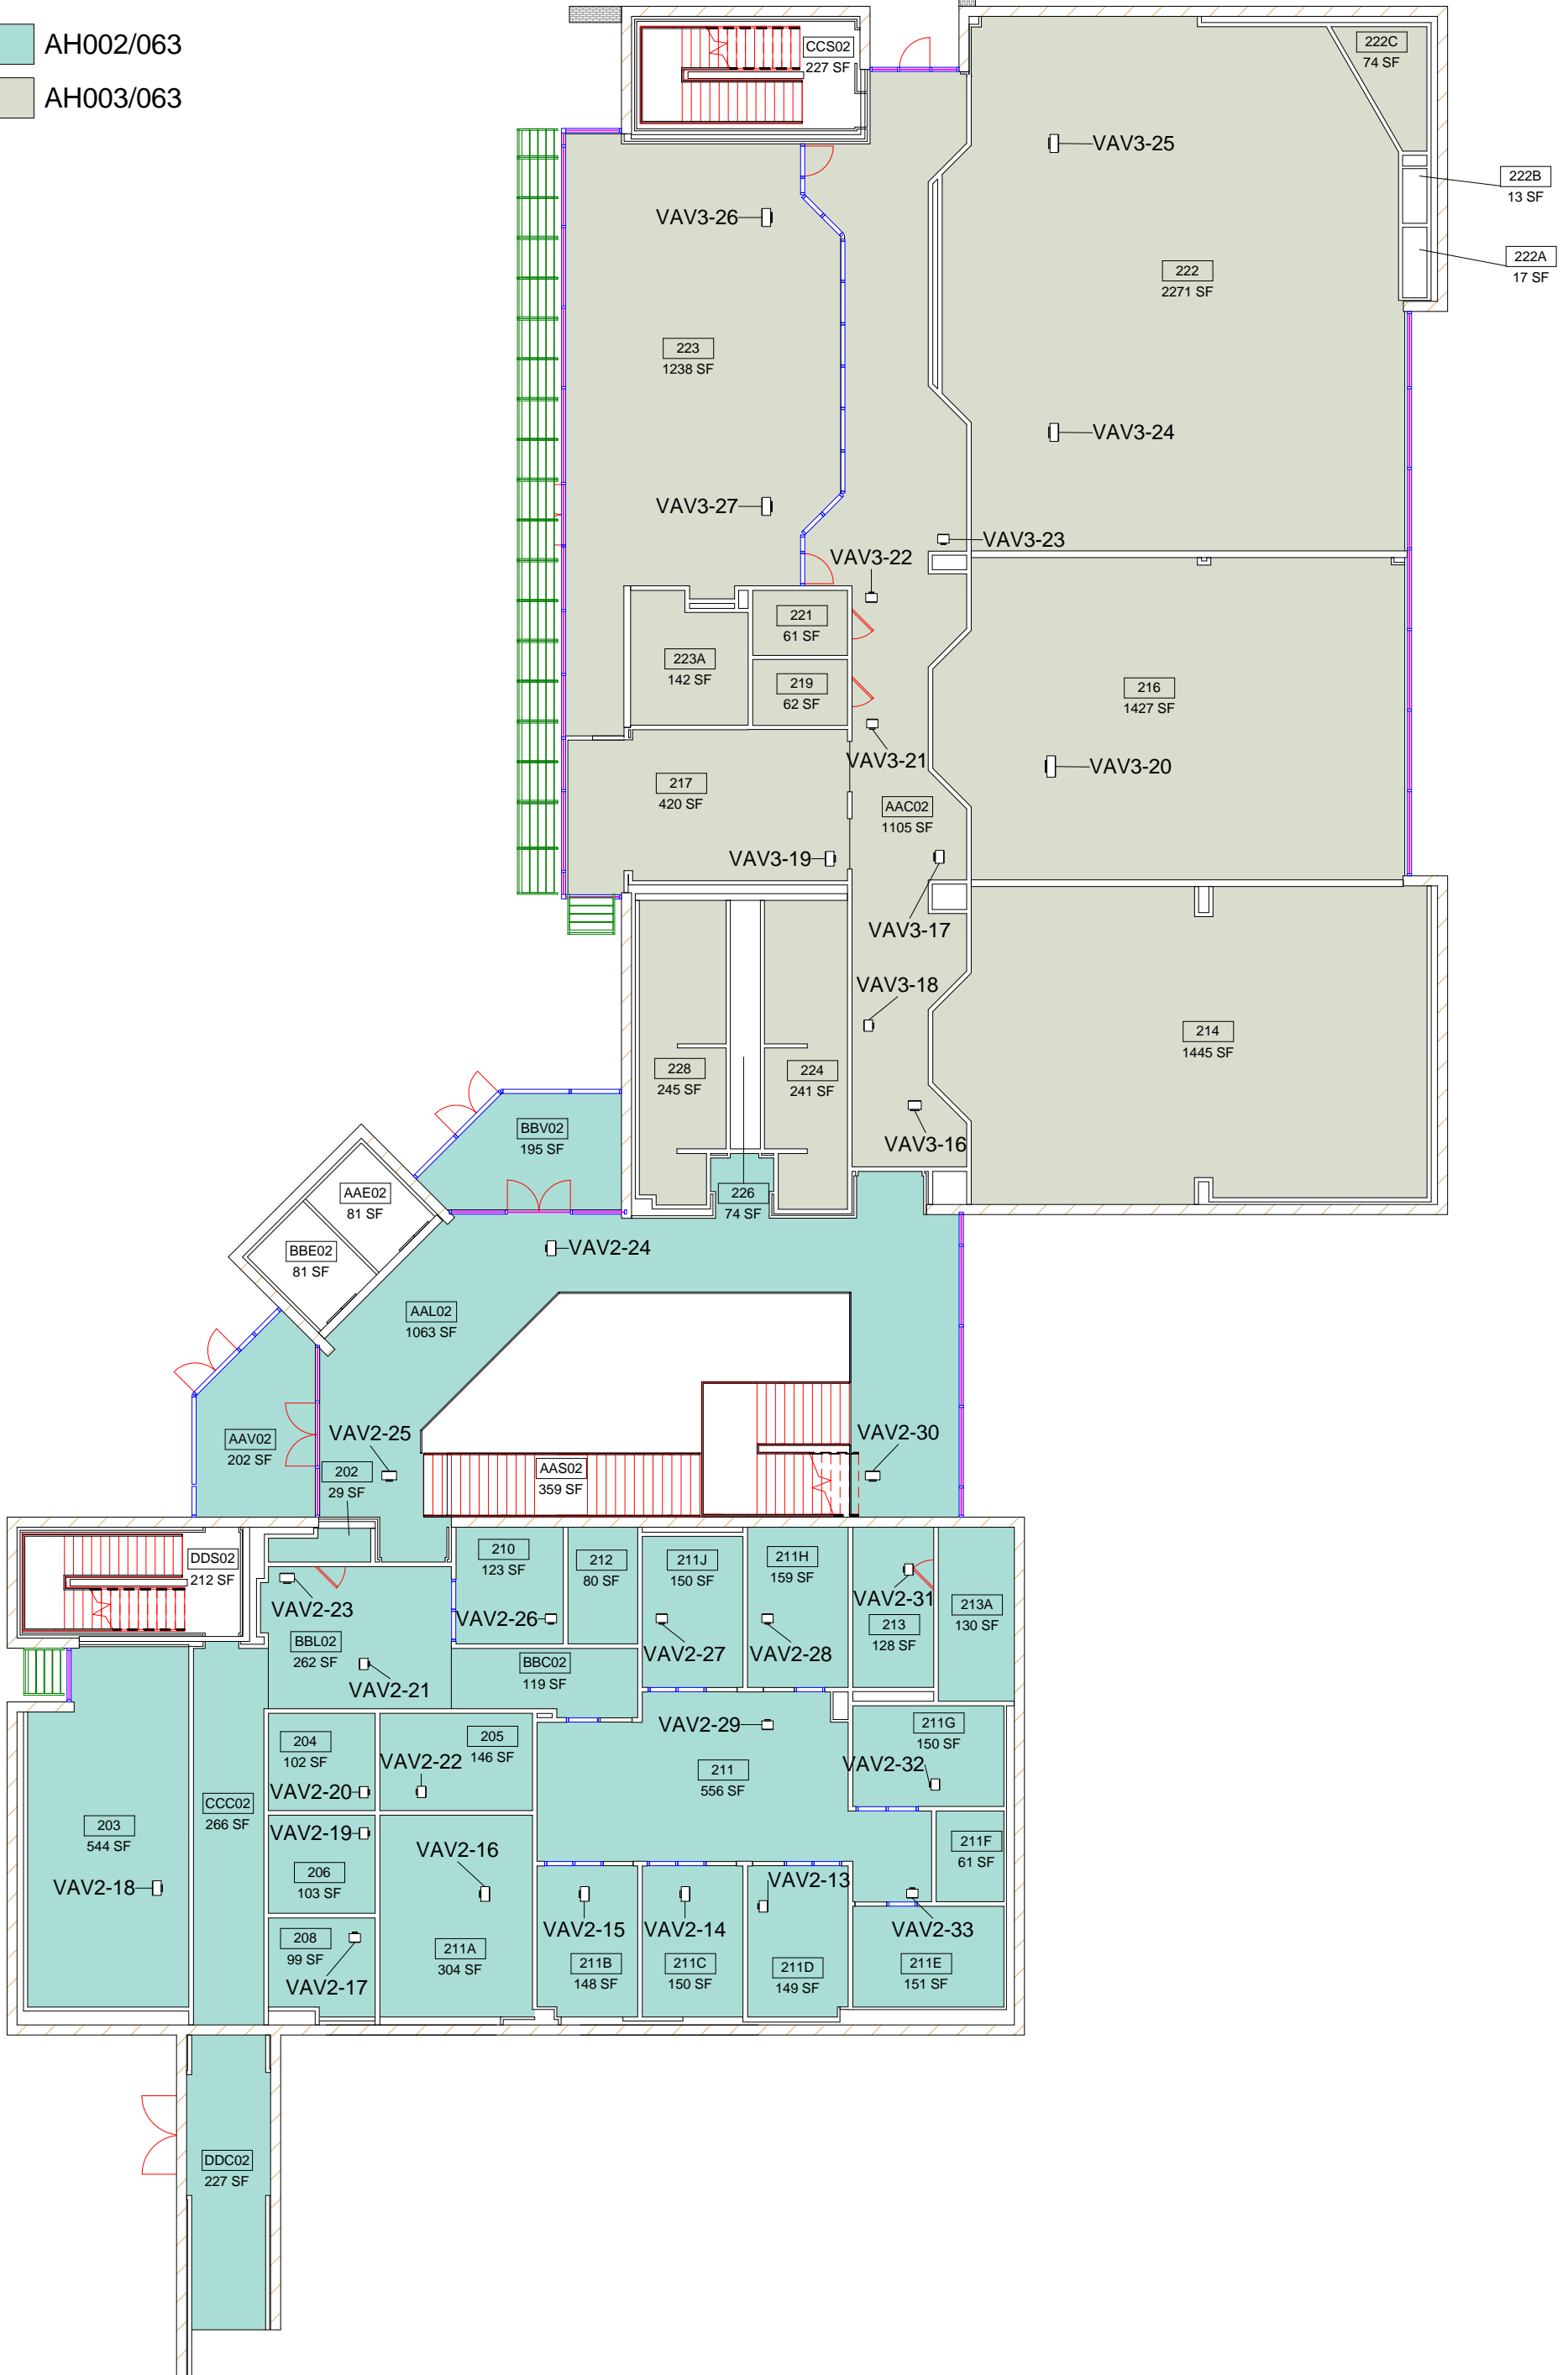 AH002/063
AH003/063
CCS02
227 SF
222C
74 SF
VAV3-25
222B
13 SF
VAV3-26
222A
17 SF
222
2271 SF
223
1238 SF
VAV3-24
VAV3-27
VAV3-23
VAV3-22
221
61 SF
223A
142 SF
219
62 SF
216
1427 SF
VAV3-21
VAV3-20
217
420 SF
AAC02
1105 SF
VAV3-19
VAV3-17
VAV3-18
214
1445 SF
228
245 SF
224
241 SF
BBV02
195 SF
VAV3-16
AAE02
81 SF
226
74 SF
BBE02
81 SF
VAV2-24
AAL02
1063 SF
AAV02
202 SF
VAV2-25
VAV2-30
202
29 SF
AAS02
359 SF
DDS02
212 SF
210
123 SF
212
80 SF
211J
150 SF
211H
159 SF
VAV2-31
VAV2-23
VAV2-26
213A
130 SF
213
128 SF
BBL02
262 SF
VAV2-27
VAV2-28
BBC02
119 SF
VAV2-21
VAV2-29
211G
150 SF
204
102 SF
205
146 SF
VAV2-22
VAV2-32
211
556 SF
VAV2-20
CCC02
266 SF
203
544 SF
VAV2-19
211F
61 SF
VAV2-16
206
103 SF
VAV2-18
VAV2-13
VAV2-15
VAV2-14
VAV2-33
208
99 SF
211A
304 SF
211B
148 SF
211C
150 SF
211D
149 SF
211E
151 SF
VAV2-17
DDC02
227 SF